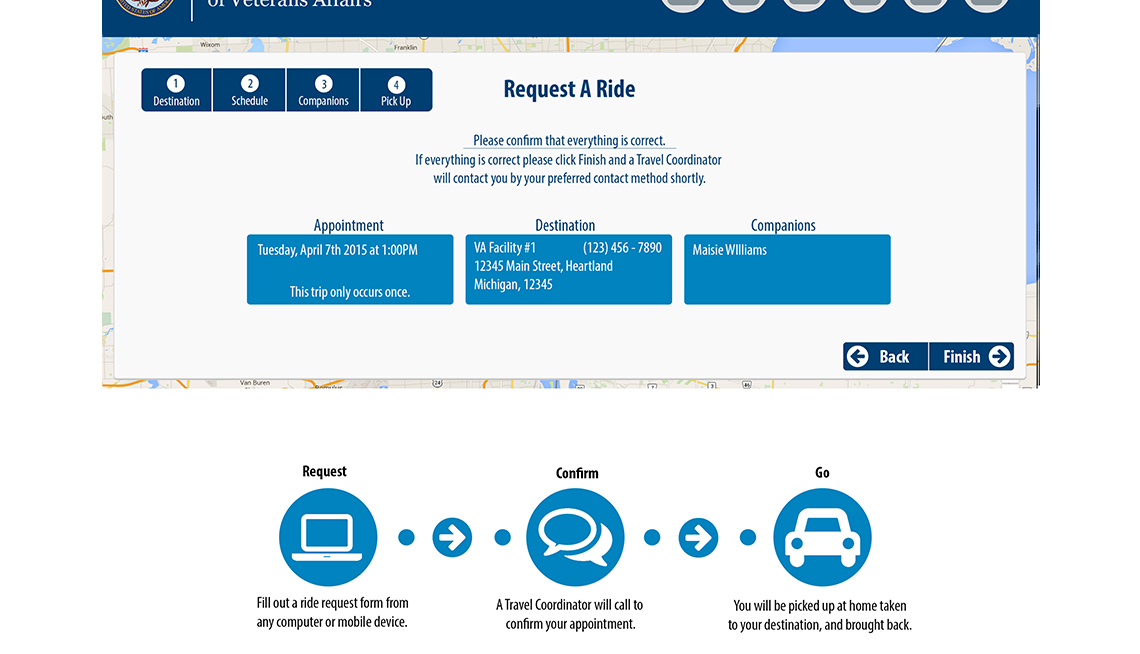 of Veterans Affairs
Wixom
Franklin
1
2
3
4
Destination
Schedule
Companions
Pick Up
Request A Ride
Please confirm that everything is correct.
If everything is correct please click Finish and a Travel Coordinator
will contact you by your preferred contact method shortly.
Appointment
Tuesday, April 7th 2015 at 1:00PM
This trip only occurs once.
Destination
VA Facility #1 (123) 456 - 7890
12345 Main Street, Heartland
Michigan, 12345
Companions
Maisie WIlliams
Back
Finish
Van Buren
Request
Fill out a ride request form from
any computer or mobile device.
Confirm
A Travel Coordinator will call to
confirm your appointment.
Go
You will be picked up at home taken
to your destination, and brought back.